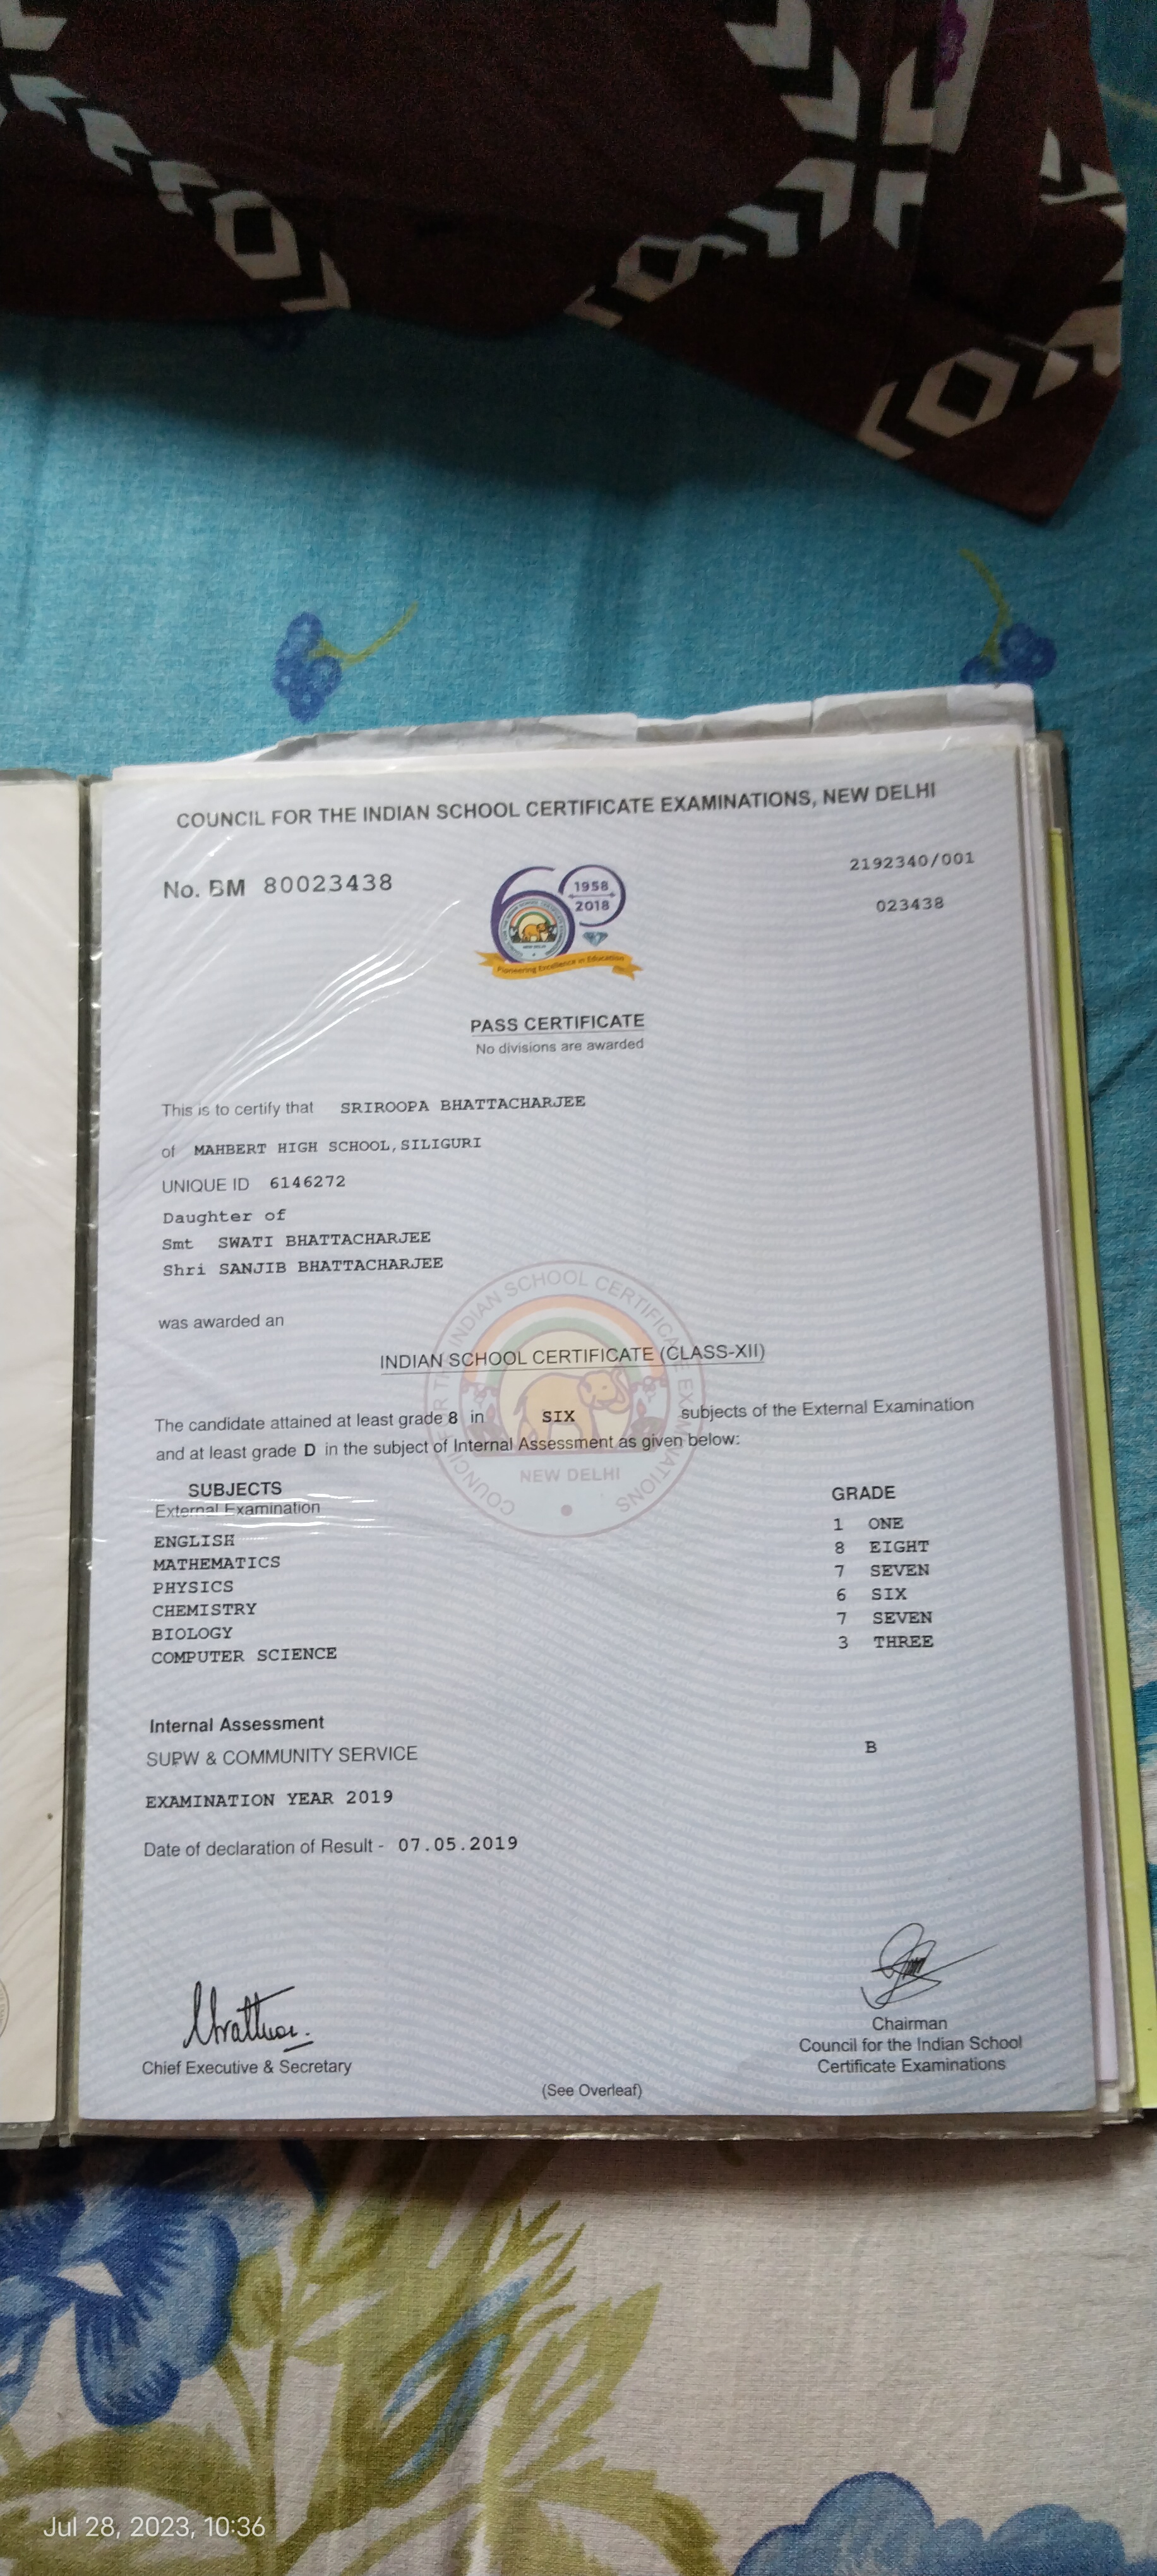 COUNCIL FOR THE INDIAN SCHOOL CERTIFICATE EXAMINATIONS, NEW DELHI
No. BM 80023438
2192340/001
023438
1958
2018
Pioneering Excellence in Education
PASS CERTIFICATE
No divisions are awarded
This is to certify that SRIROOPA BHATTACHARJEE
of MAHBERT HIGH SCHOOL, SILIGURI
UNIQUE ID 6146272
Daughter of
Smt SWATI BHATTACHARJEE
Shri SANJIB BHATTACHARJEE
was awarded an
INDIAN SCHOOL CERTIFICATE (CLASS-XII)
The candidate attained at least grade 8 in SIX subjects of the External Examination
and at least grade D in the subject of Internal Assessment as given below:
COUNCIL FOR THE INDIAN SCHOOL CERTIFICATE EXAMINATIONS
NEW DELHI
SUBJECTS GRADE
External Examination
ENGLISH 1 ONE
MATHEMATICS 8 EIGHT
PHYSICS 7 SEVEN
CHEMISTRY 6 SIX
BIOLOGY 7 SEVEN
COMPUTER SCIENCE 3 THREE
Internal Assessment
SUPW & COMMUNITY SERVICE B
EXAMINATION YEAR 2019
Date of declaration of Result - 07.05.2019
Chief Executive & Secretary
Chairman
Council for the Indian School
Certificate Examinations
(See Overleaf)
Jul 28, 2023, 10:36